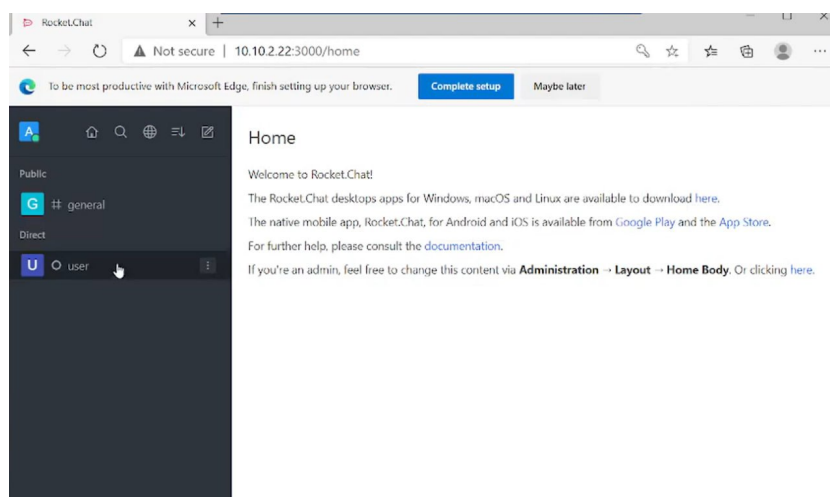 Rocket.Chat
Not secure | 10.10.2.22:3000/home
To be most productive with Microsoft Edge, finish setting up your browser. Complete setup Maybe later
A
Home
Public
Welcome to Rocket.Chat!
G # general
The Rocket.Chat desktops apps for Windows, macOS and Linux are available to download here.
The native mobile app, Rocket.Chat, for Android and iOS is available from Google Play and the App Store.
Direct
For further help, please consult the documentation.
U user
If you're an admin, feel free to change this content via Administration → Layout → Home Body. Or clicking here.